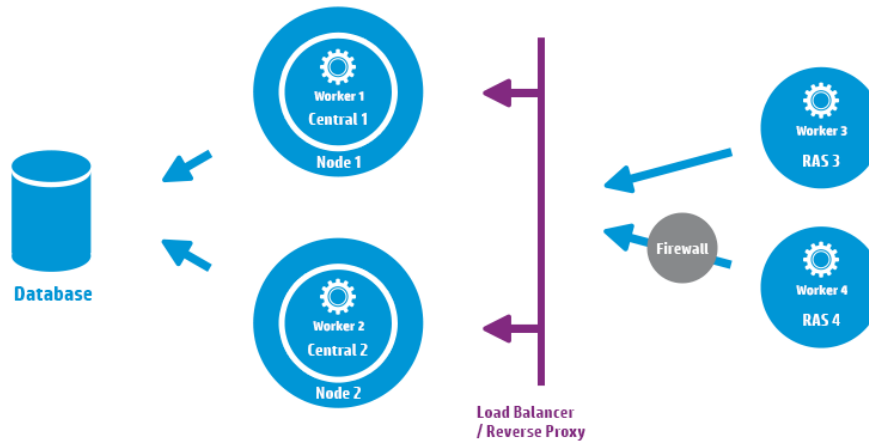 Worker 1
Central 1
Node 1
Worker 3
RAS 3
Firewall
Database
Worker 2
Central 2
Node 2
Worker 4
RAS 4
Load Balancer
/ Reverse Proxy